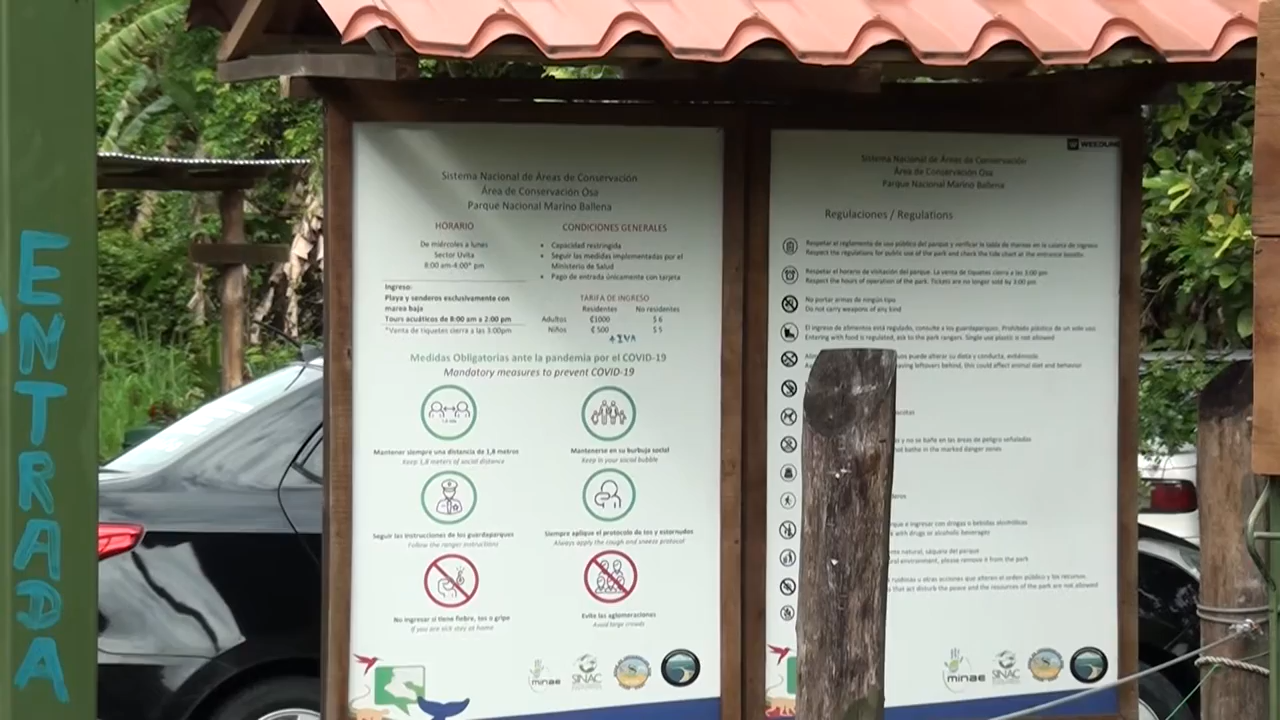 ENTRADA
Sistema Nacional de Áreas de Conservación
Área de Conservación Osa
Parque Nacional Marino Ballena
HORARIO
De miércoles a lunes
Sector Uvita
8:00 am-4:00* pm
Ingreso:
Playa y senderos exclusivamente con
marea baja
Tours acuáticos de 8:00 am a 2:00 pm
*Venta de tiquetes cierra a las 3:00pm
CONDICIONES GENERALES
• Capacidad restringida
• Seguir las medidas implementadas por el
Ministerio de Salud
• Pago de entrada únicamente con tarjeta
TARIFA DE INGRESO
Residentes No residentes
Adultos ₡1000 $ 6
Niños ₡ 500 $ 5
+IVA
Medidas Obligatorias ante la pandemia por el COVID-19
Mandatory measures to prevent COVID-19
Mantener siempre una distancia de 1,8 metros
Keep 1,8 meters of social distance
Mantenerse en su burbuja social
Keep in your social bubble
Seguir las instrucciones de los guardaparques
Follow the ranger instructions
Siempre aplique el protocolo de tos y estornudos
Always apply the cough and sneeze protocol
No ingresar si tiene fiebre, tos o gripe
If you are sick stay at home
Evite las aglomeraciones
Avoid large crowds
minae
SINAC
WEEDLINE
Sistema Nacional de Áreas de Conservación
Área de Conservación Osa
Parque Nacional Marino Ballena
Regulaciones / Regulations
Respetar el reglamento de uso público del parque y verificar la tabla de mareas en la caseta de ingreso
Respect the regulations for public use of the park and check the tide chart at the entrance booths
Respetar el horario de visitación del parque. La venta de tiquetes cierra a las 3:00 pm
Respect the hours of operation of the park. Tickets are no longer sold by 3:00 pm
No portar armas de ningún tipo
Do not carry weapons of any kind
El ingreso de alimentos está regulado, consulte a los guardaparques. Prohibido plástico de un solo uso
Entering with food is regulated, ask to the park rangers. Single use plastic is not allowed
puede alterar su dieta y conducta, evitémoslo
leftovers behind, this could affect animal diet and behavior
y no se bañe en las áreas de peligro señaladas
bathe in the marked danger zones
e ingresar con drogas o bebidas alcohólicas
with drugs or alcoholic beverages
natural, sáquela del parque
environment, please remove it from the park
u otras acciones que alteren el orden público y los recursos
that act disturb the peace and the resources of the park are not allowed
minae
SINAC